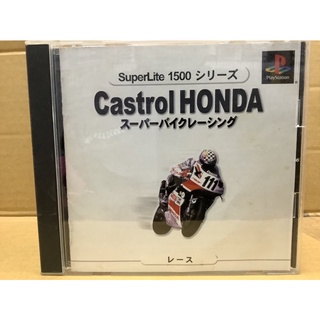 SuperLite 1500 シリーズ
PlayStation
Castrol HONDA
スーパーバイクレーシング
111
レース